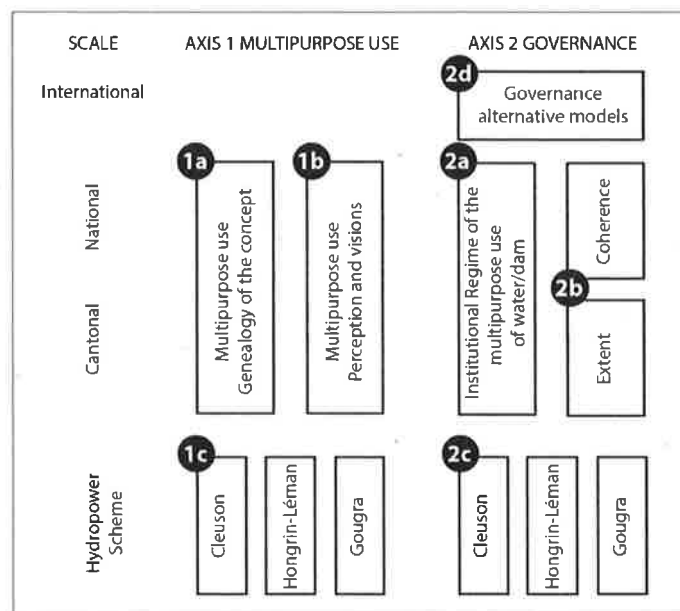 SCALE
AXIS 1 MULTIPURPOSE USE
AXIS 2 GOVERNANCE
International
2d
Governance
alternative models
National
Cantonal
1a
Multipurpose use
Genealogy of the concept
1b
Multipurpose use
Perception and visions
2a
Institutional Regime of the
multipurpose use
of water/dam
Coherence
2b
Extent
Hydropower
Scheme
1c
Cleuson
Hongrin-Léman
Gougra
2c
Cleuson
Hongrin-Léman
Gougra